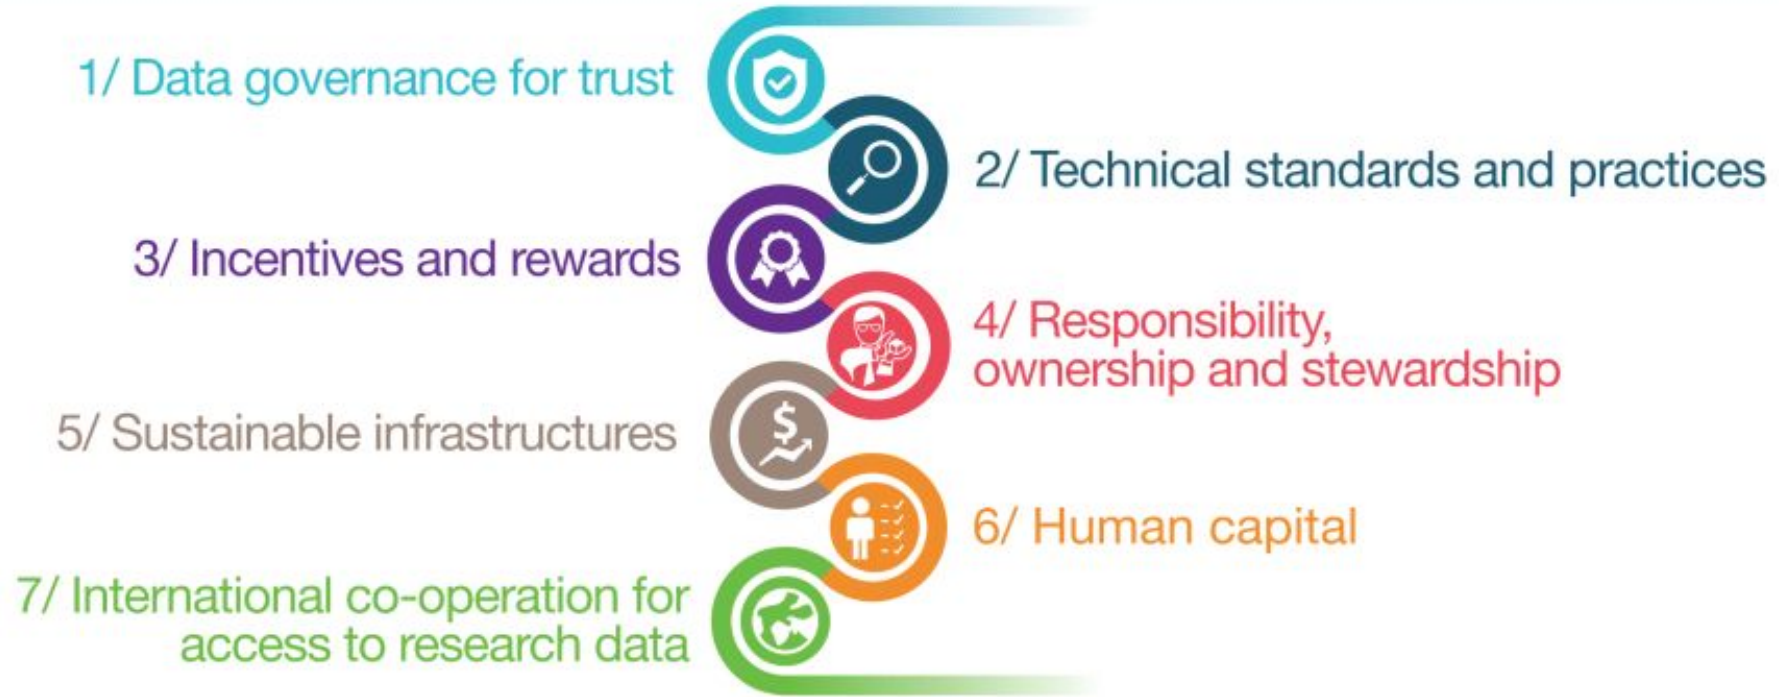 1/ Data governance for trust
2/ Technical standards and practices
3/ Incentives and rewards
4/ Responsibility,
ownership and stewardship
5/ Sustainable infrastructures
$
6/ Human capital
7/ International co-operation for
access to research data